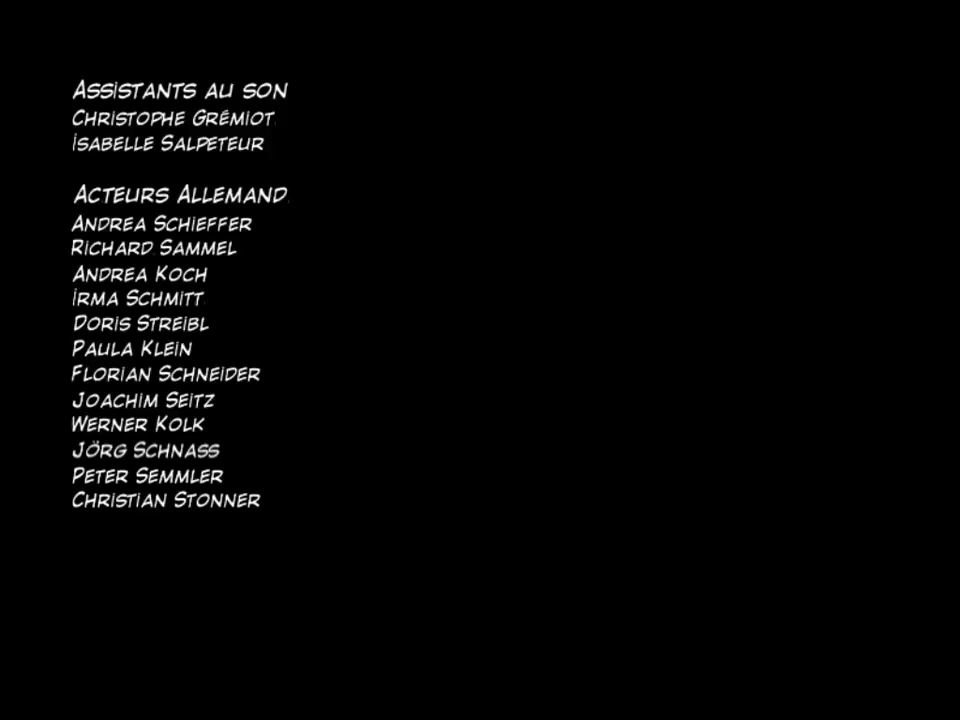 Assistants au son
Christophe Grémiot
Isabelle Salpeteur
Acteurs Allemand
Andrea Schieffer
Richard Sammel
Andrea Koch
Irma Schmitt
Doris Streibl
Paula Klein
Florian Schneider
Joachim Seitz
Werner Kolk
Jörg Schnass
Peter Semmler
Christian Stonner